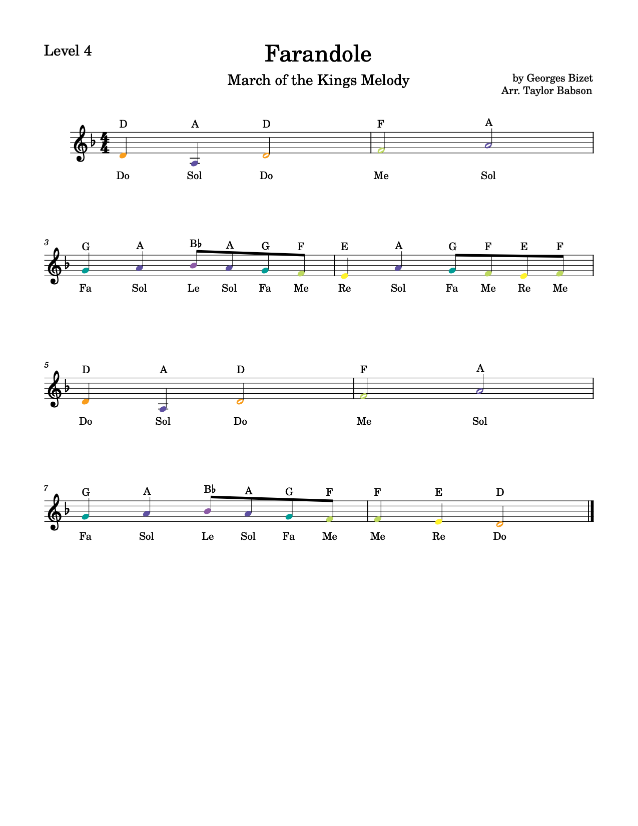 Level 4
Farandole
March of the Kings Melody
by Georges Bizet
Arr. Taylor Babson
D A D F A
4
4
Do Sol Do Me Sol
3
G A B♭ A G F E A G F E F
Fa Sol Le Sol Fa Me Re Sol Fa Me Re Me
5
D A D F A
Do Sol Do Me Sol
7
G A B♭ A G F F E D
Fa Sol Le Sol Fa Me Me Re Do